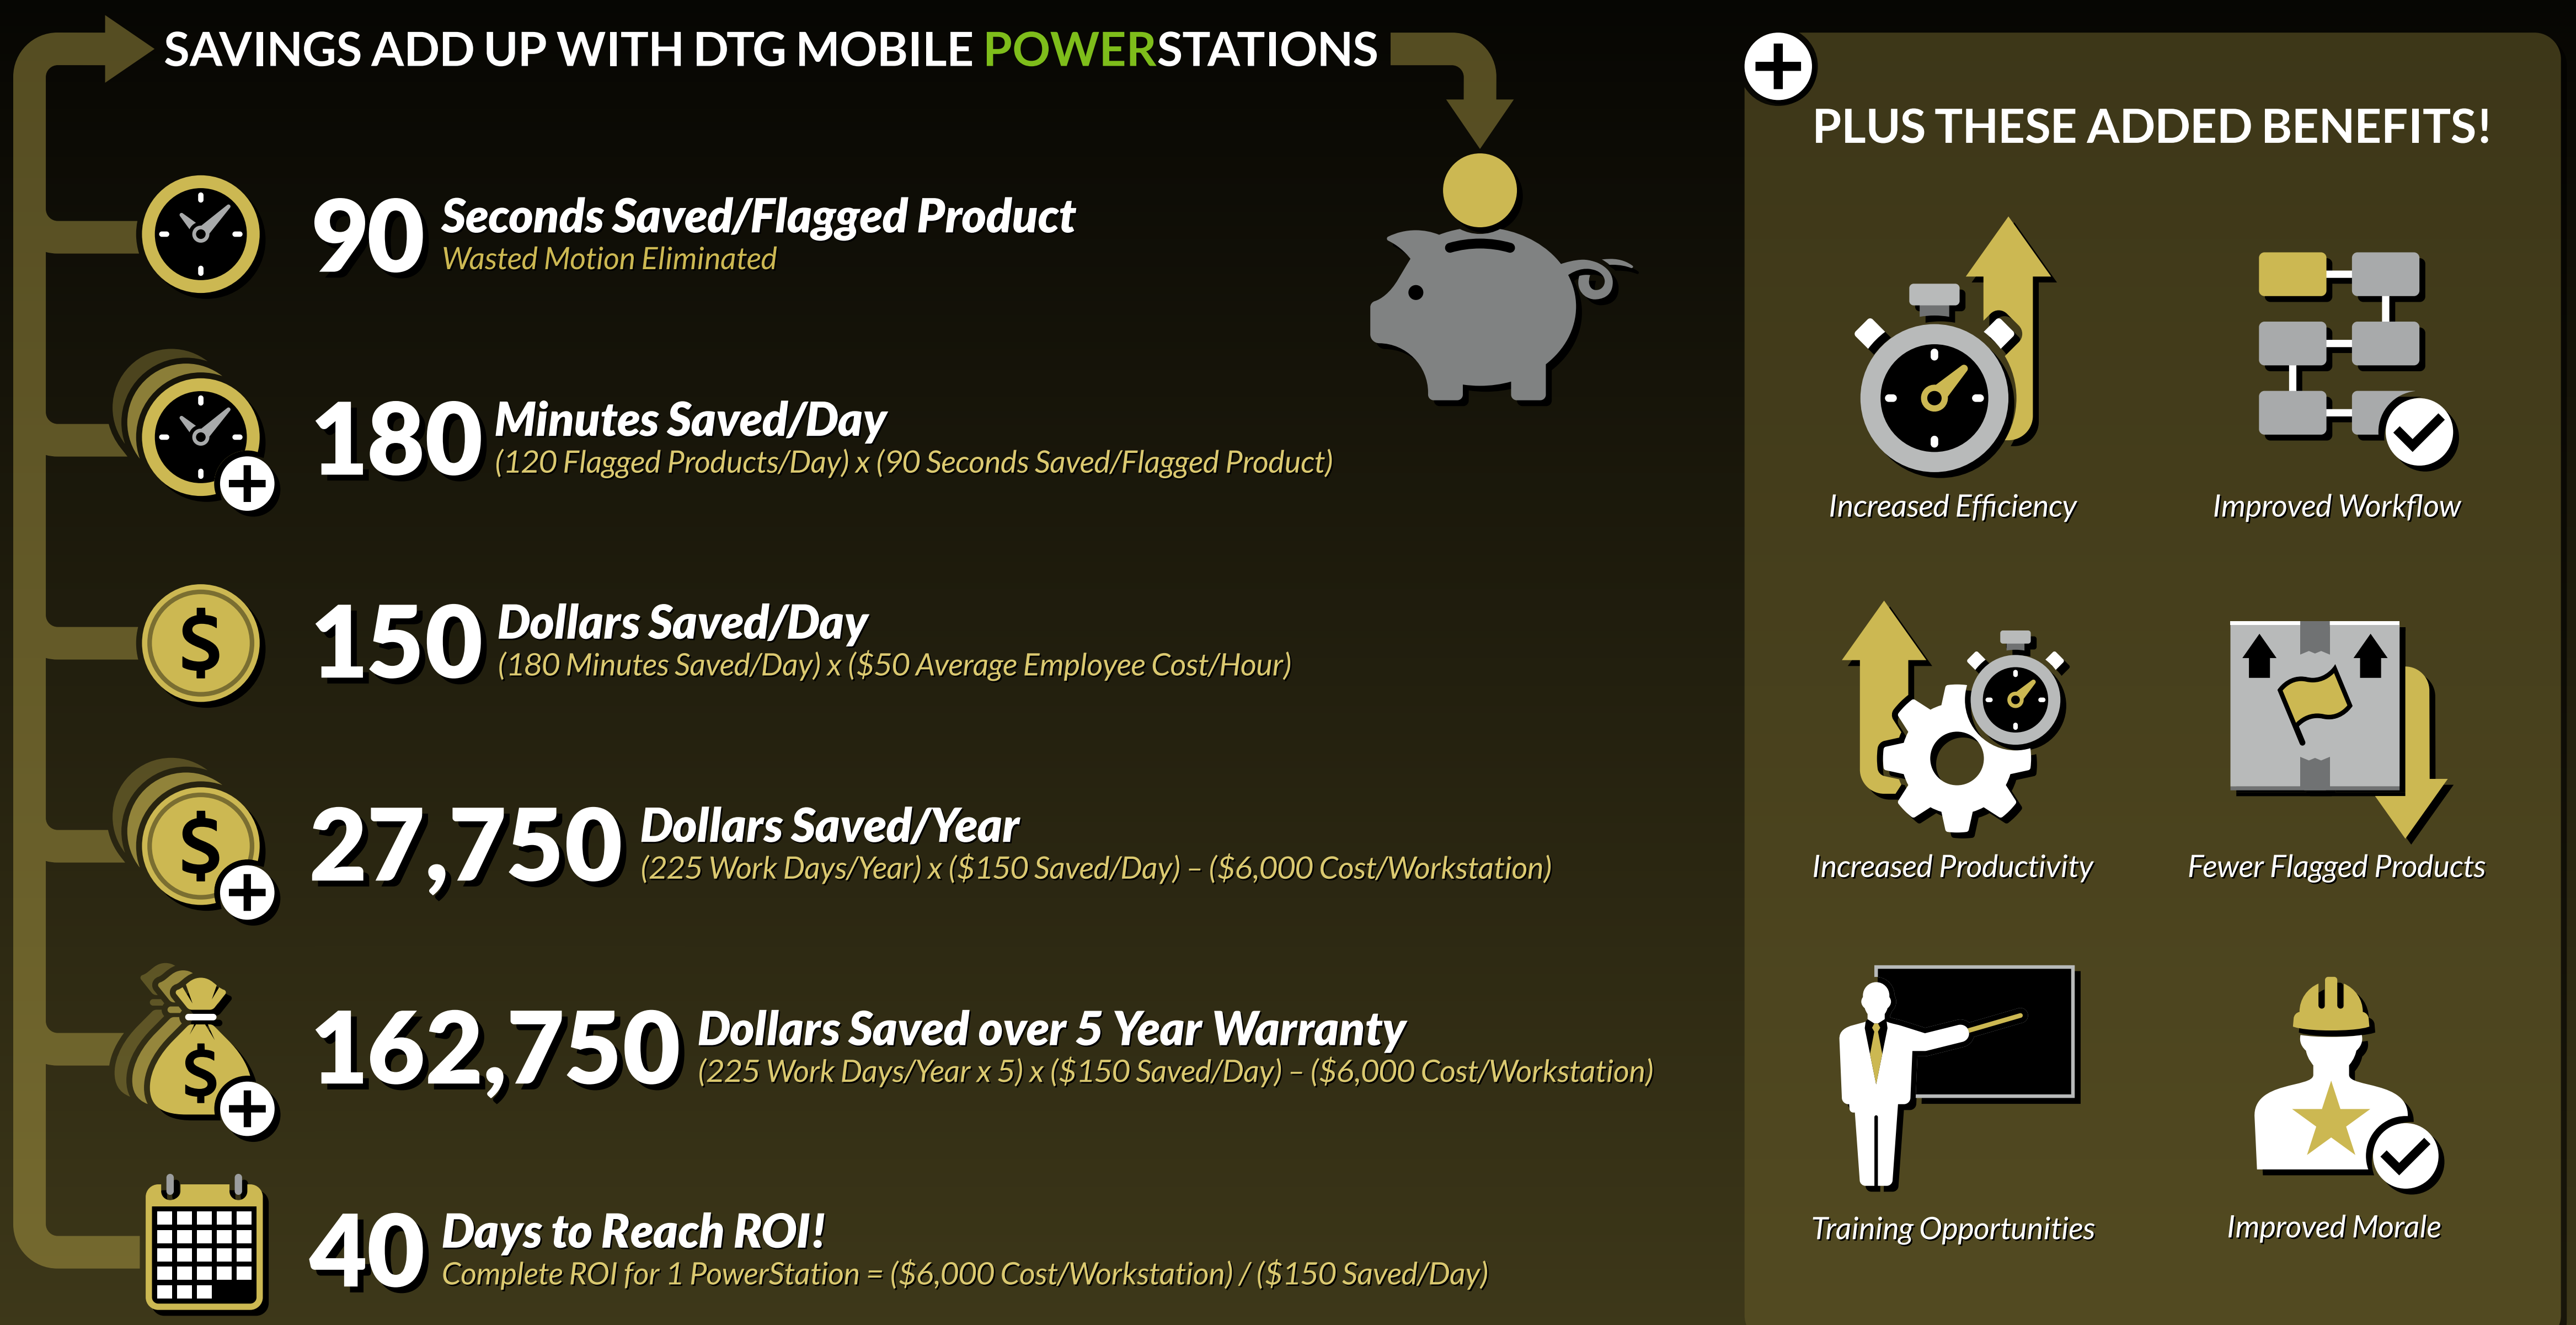 SAVINGS ADD UP WITH DTG MOBILE POWERSTATIONS
90 Seconds Saved/Flagged Product
Wasted Motion Eliminated
180 Minutes Saved/Day
(120 Flagged Products/Day) x (90 Seconds Saved/Flagged Product)
$
150 Dollars Saved/Day
(180 Minutes Saved/Day) x ($50 Average Employee Cost/Hour)
$
27,750 Dollars Saved/Year
(225 Work Days/Year) x ($150 Saved/Day) – ($6,000 Cost/Workstation)
$
162,750 Dollars Saved over 5 Year Warranty
(225 Work Days/Year x 5) x ($150 Saved/Day) – ($6,000 Cost/Workstation)
40 Days to Reach ROI!
Complete ROI for 1 PowerStation = ($6,000 Cost/Workstation) / ($150 Saved/Day)
PLUS THESE ADDED BENEFITS!
Increased Efficiency
Improved Workflow
Increased Productivity
Fewer Flagged Products
Training Opportunities
Improved Morale